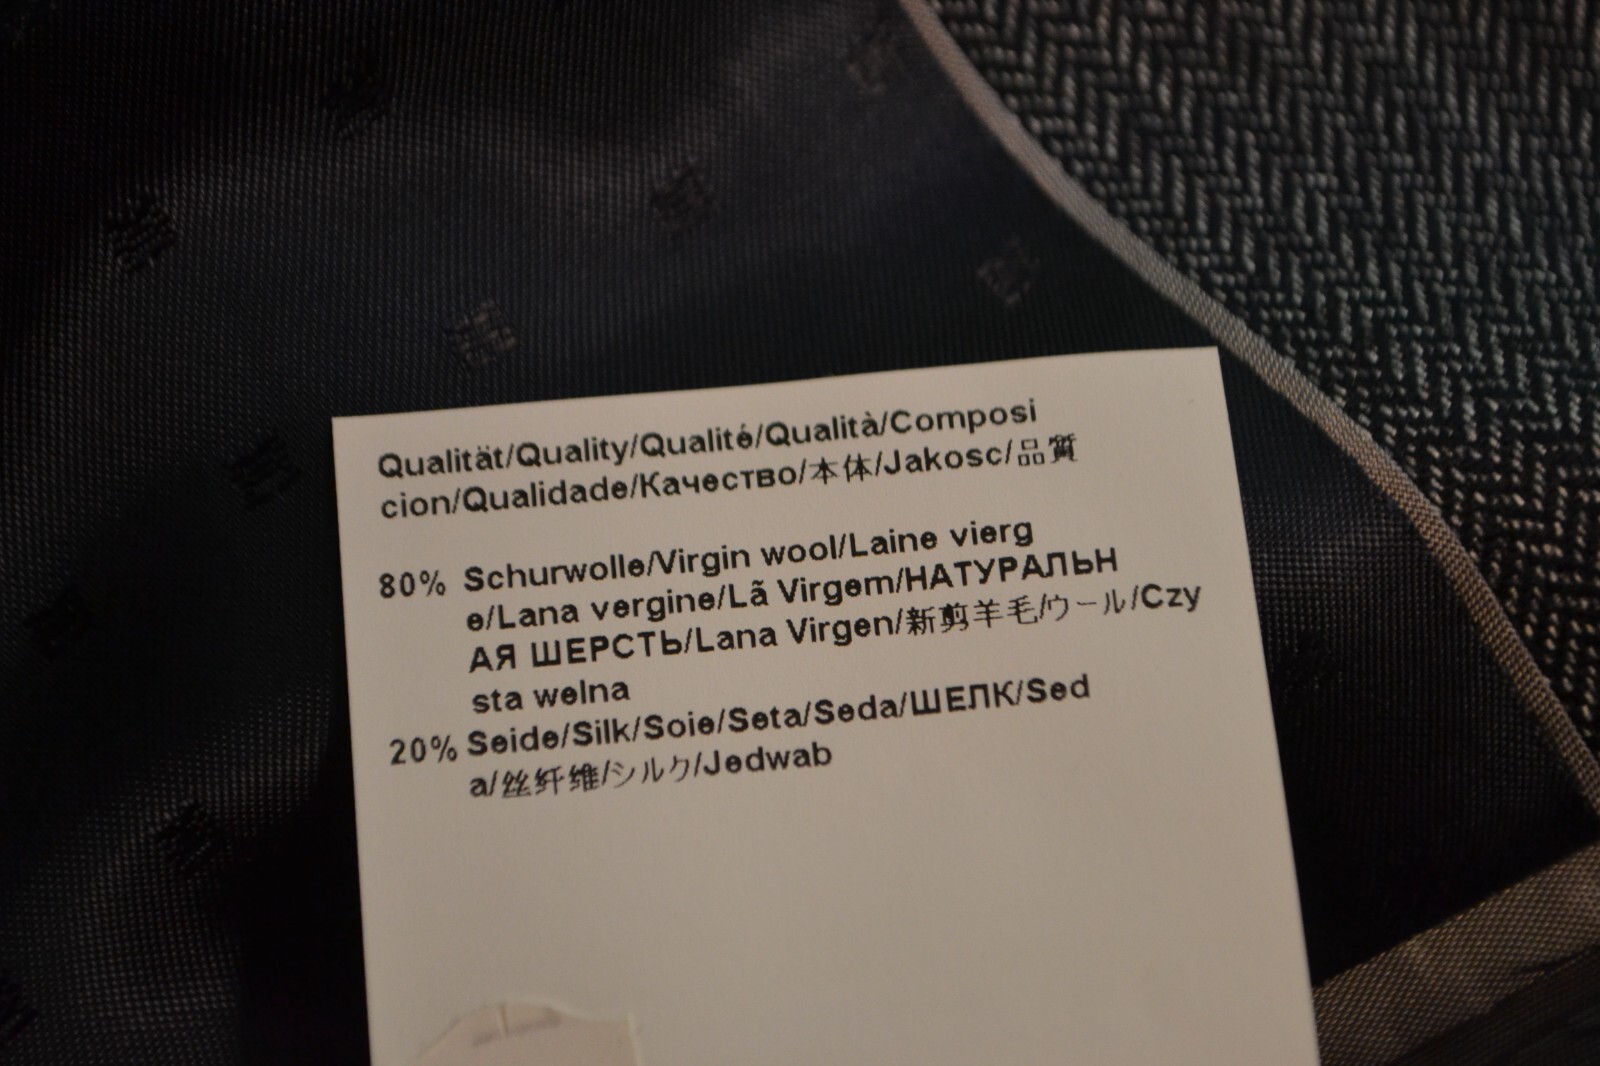 Qualität/Quality/Qualité/Qualità/Composi
cion/Qualidade/Качество/本体/Jakosc/品質
80% Schurwolle/Virgin wool/Laine vierg
e/Lana vergine/Lã Virgem/НАТУРАЛЬН
АЯ ШЕРСТЬ/Lana Virgen/新剪羊毛/ウール/Czy
sta welna
20% Seide/Silk/Soie/Seta/Seda/ШЕЛК/Sed
a/丝纤维/シルク/Jedwab